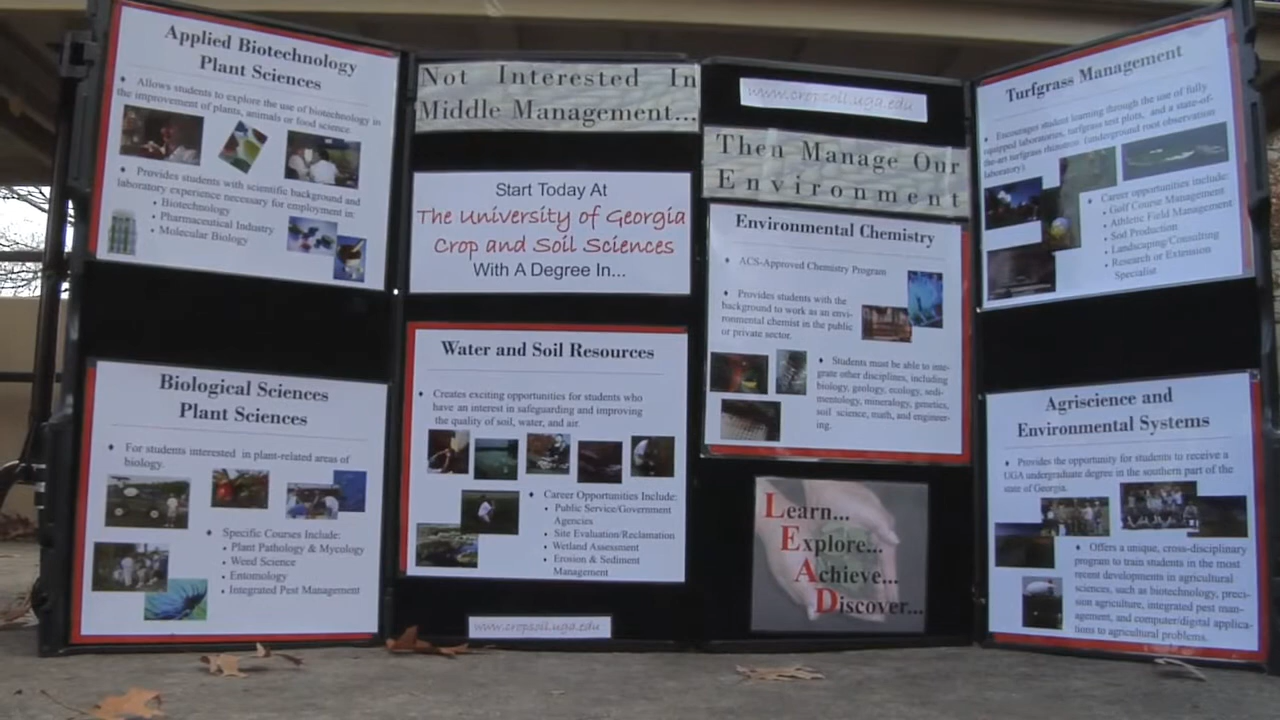 Applied Biotechnology
Plant Sciences
• Allows students to explore the use of biotechnology in
the improvement of plants, animals or food science.
• Provides students with scientific background and
laboratory experience necessary for employment in:
• Biotechnology
• Pharmaceutical Industry
• Molecular Biology
Biological Sciences
Plant Sciences
• For students interested in plant-related areas of
biology.
• Specific Courses Include:
• Plant Pathology & Mycology
• Weed Science
• Entomology
• Integrated Pest Management
Not Interested In
Middle Management...
Start Today At
The University of Georgia
Crop and Soil Sciences
With A Degree In...
Water and Soil Resources
• Creates exciting opportunities for students who
have an interest in safeguarding and improving
the quality of soil, water, and air.
• Career Opportunities Include:
• Public Service/Government
Agencies
• Site Evaluation/Reclamation
• Wetland Assessment
• Erosion & Sediment
Management
www.cropsoil.uga.edu/
www.cropsoil.uga.edu
Then Manage Our
Environment
Environmental Chemistry
• ACS-Approved Chemistry Program
• Provides students with the
background to work as an envi-
ronmental chemist in the public
or private sector.
• Students must be able to inte-
grate other disciplines, including
biology, geology, ecology, sedi-
mentology, mineralogy, genetics,
soil science, math, and engineer-
ing.
Learn...
Explore...
Achieve...
Discover...
Turfgrass Management
• Encourages student learning through the use of fully
equipped laboratories, turfgrass test plots, and a state-of-
the-art turfgrass rhizotron (underground root observation
laboratory).
• Career opportunities include:
• Golf Course Management
• Athletic Field Management
• Sod Production
• Landscaping/Consulting
• Research or Extension
Specialist
Agriscience and
Environmental Systems
• Provides the opportunity for students to receive a
UGA undergraduate degree in the southern part of the
state of Georgia.
• Offers a unique, cross-disciplinary
program to train students in the most
recent developments in agricultural
sciences, such as biotechnology, preci-
sion agriculture, integrated pest man-
agement, and computer/digital applica-
tions to agricultural problems.